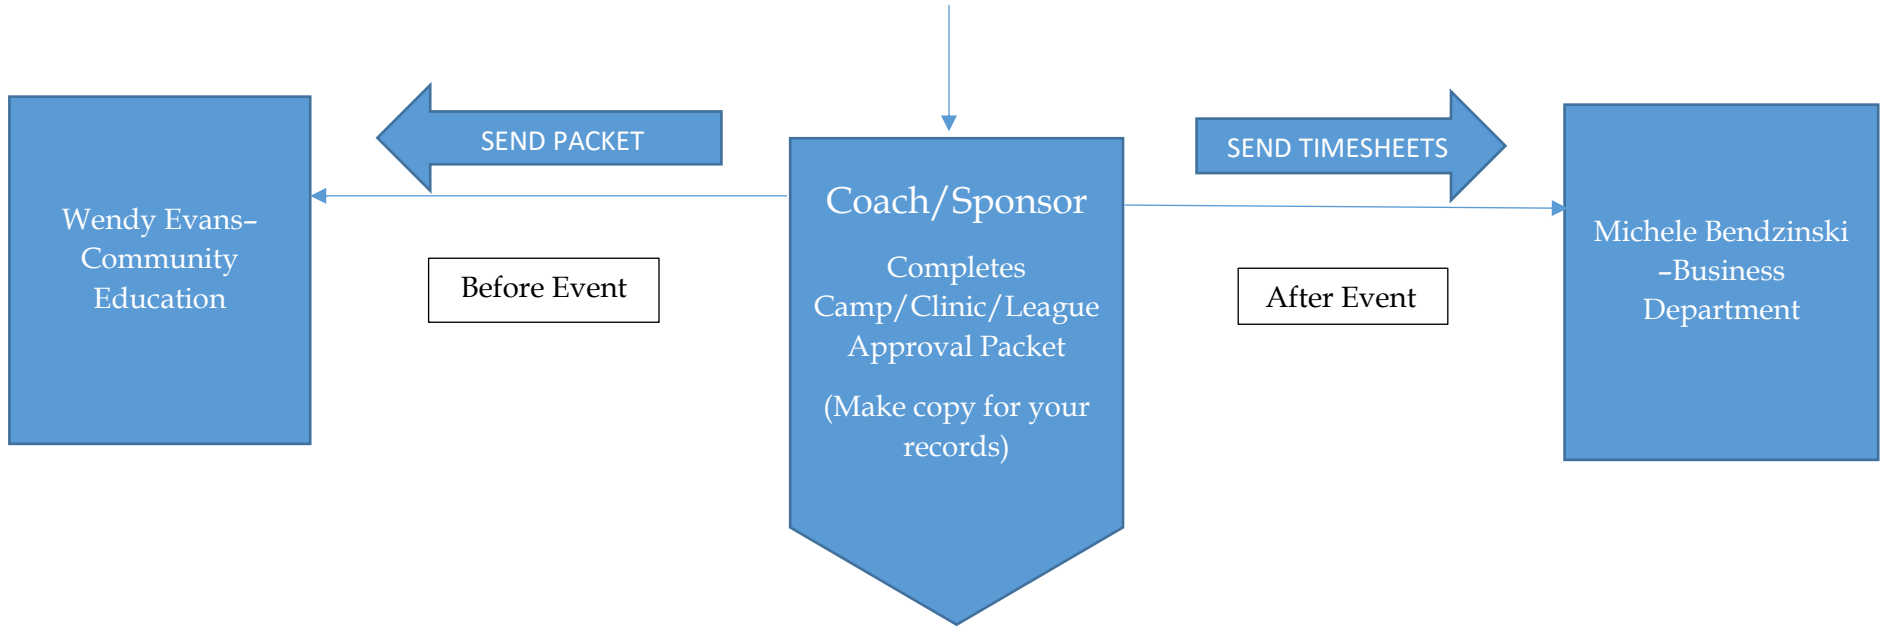 SEND PACKET
SEND TIMESHEETS
Wendy Evans–
Community
Education
Before Event
Coach/Sponsor
Completes
Camp/Clinic/League
Approval Packet
(Make copy for your
records)
After Event
Michele Bendzinski
–Business
Department